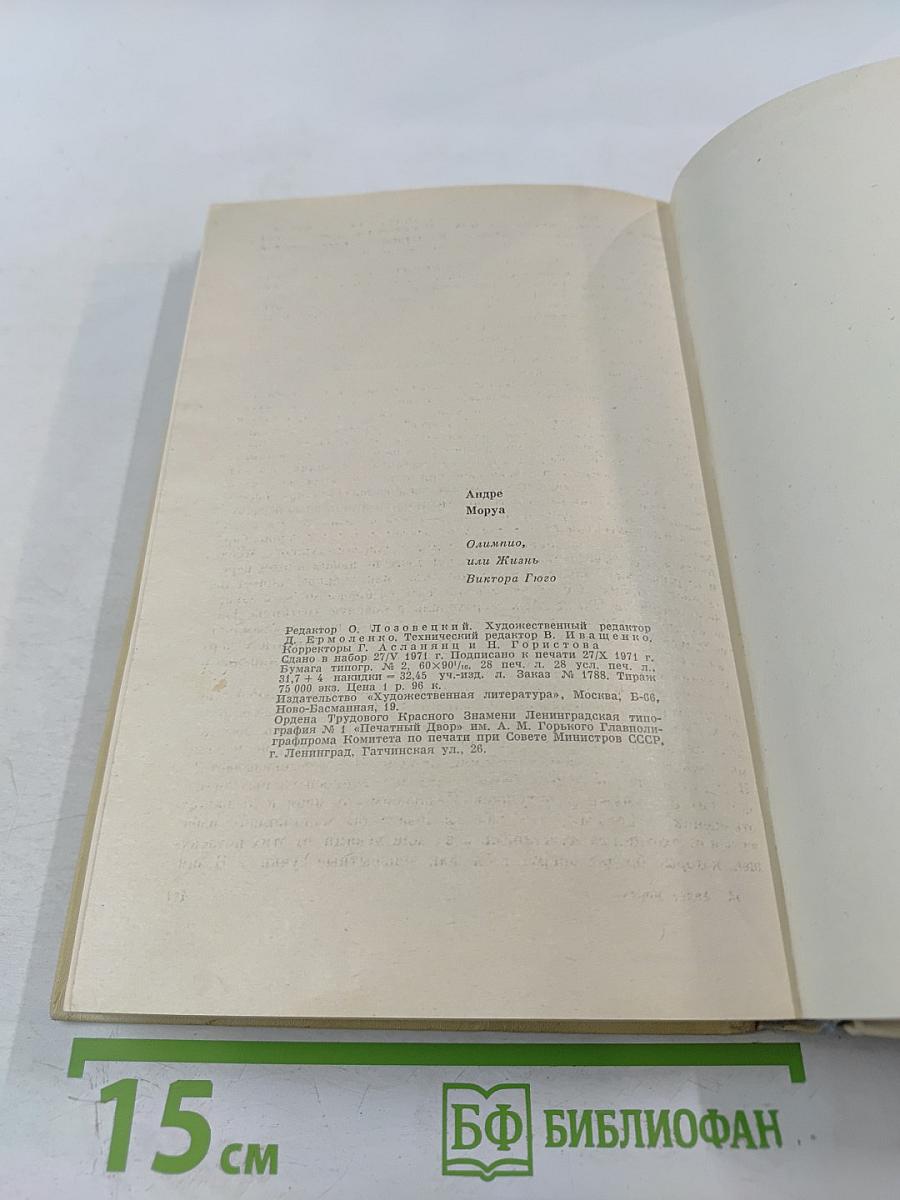 Андре
Моруа
Олимпио,
или Жизнь
Виктора Гюго
Редактор О. Лозовецкий. Художественный редактор
Д. Ермоленко. Технический редактор В. Иващенко.
Корректоры Г. Асланянц и Н. Гористова
Сдано в набор 27/V 1971 г. Подписано к печати 27/X 1971 г.
Бумага типогр. № 2, 60×90¹/₁₆. 28 печ. л. 28 усл. печ. л.,
31,7 + 4 накидки = 32,45 уч.-изд. л. Заказ № 1788. Тираж
75 000 экз. Цена 1 р. 96 к.
Издательство «Художественная литература», Москва, Б-66,
Ново-Басманная, 19.
Ордена Трудового Красного Знамени Ленинградская типо-
графия № 1 «Печатный Двор» им. А. М. Горького Главполи-
графпрома Комитета по печати при Совете Министров СССР,
г. Ленинград, Гатчинская ул., 26.
15 см
БФ БИБЛИОФАН